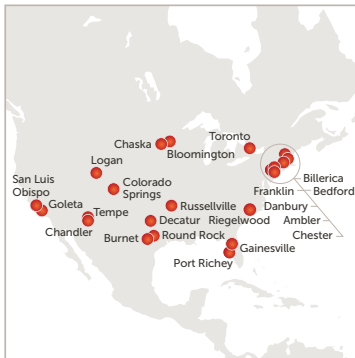 Toronto
Chaska
Bloomington
Logan
Billerica
San Luis
Obispo
Colorado
Springs
Franklin
Bedford
Goleta
Russellville
Danbury
Tempe
Decatur
Riegelwood
Ambler
Chandler
Burnet
Round Rock
Chester
Gainesville
Port Richey